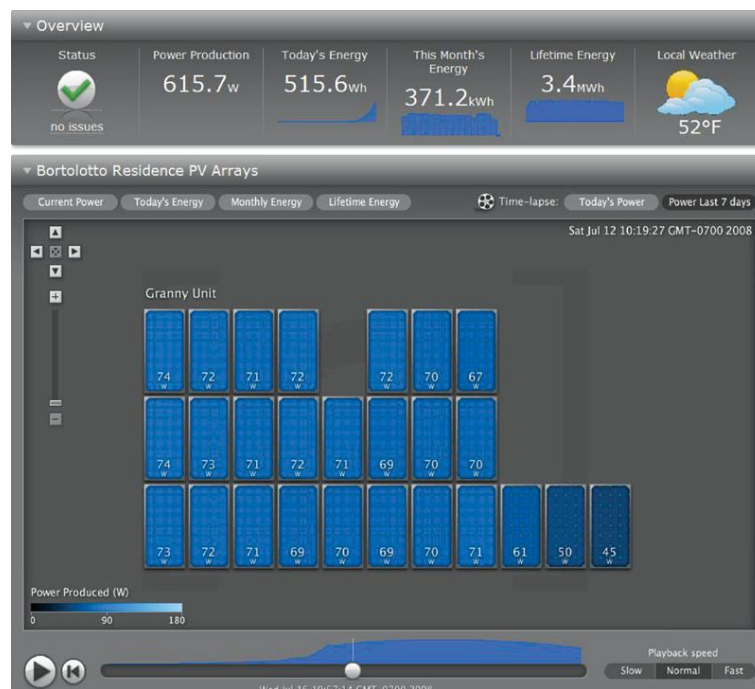 Overview
Status
Power Production
Today's Energy
This Month's
Energy
Lifetime Energy
Local Weather
615.7w
515.6wh
371.2kWh
3.4MWh
no issues
52°F
Bortolotto Residence PV Arrays
Current Power
Today's Energy
Monthly Energy
Lifetime Energy
Time-lapse:
Today's Power
Power Last 7 days
Sat Jul 12 10:19:27 GMT-0700 2008
Granny Unit
74 W 72 W 71 W 72 W 72 W 70 W 67 W
74 W 73 W 71 W 72 W 71 W 69 W 70 W 70 W
73 W 72 W 71 W 69 W 70 W 69 W 70 W 71 W 61 W 50 W 45 W
Power Produced (W)
0 90 180
Playback speed
Slow Normal Fast